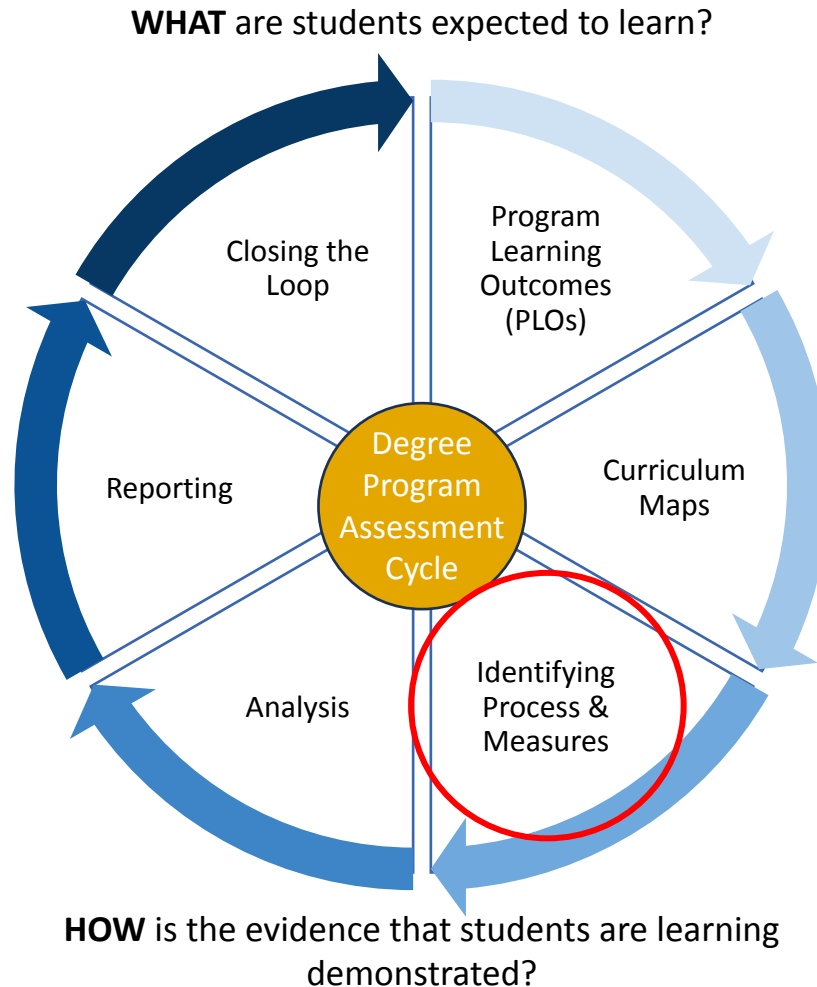 WHAT are students expected to learn?
Program
Learning
Outcomes
(PLOs)
Curriculum
Maps
Identifying
Process &
Measures
Analysis
Reporting
Closing the
Loop
Degree
Program
Assessment
Cycle
HOW is the evidence that students are learning
demonstrated?